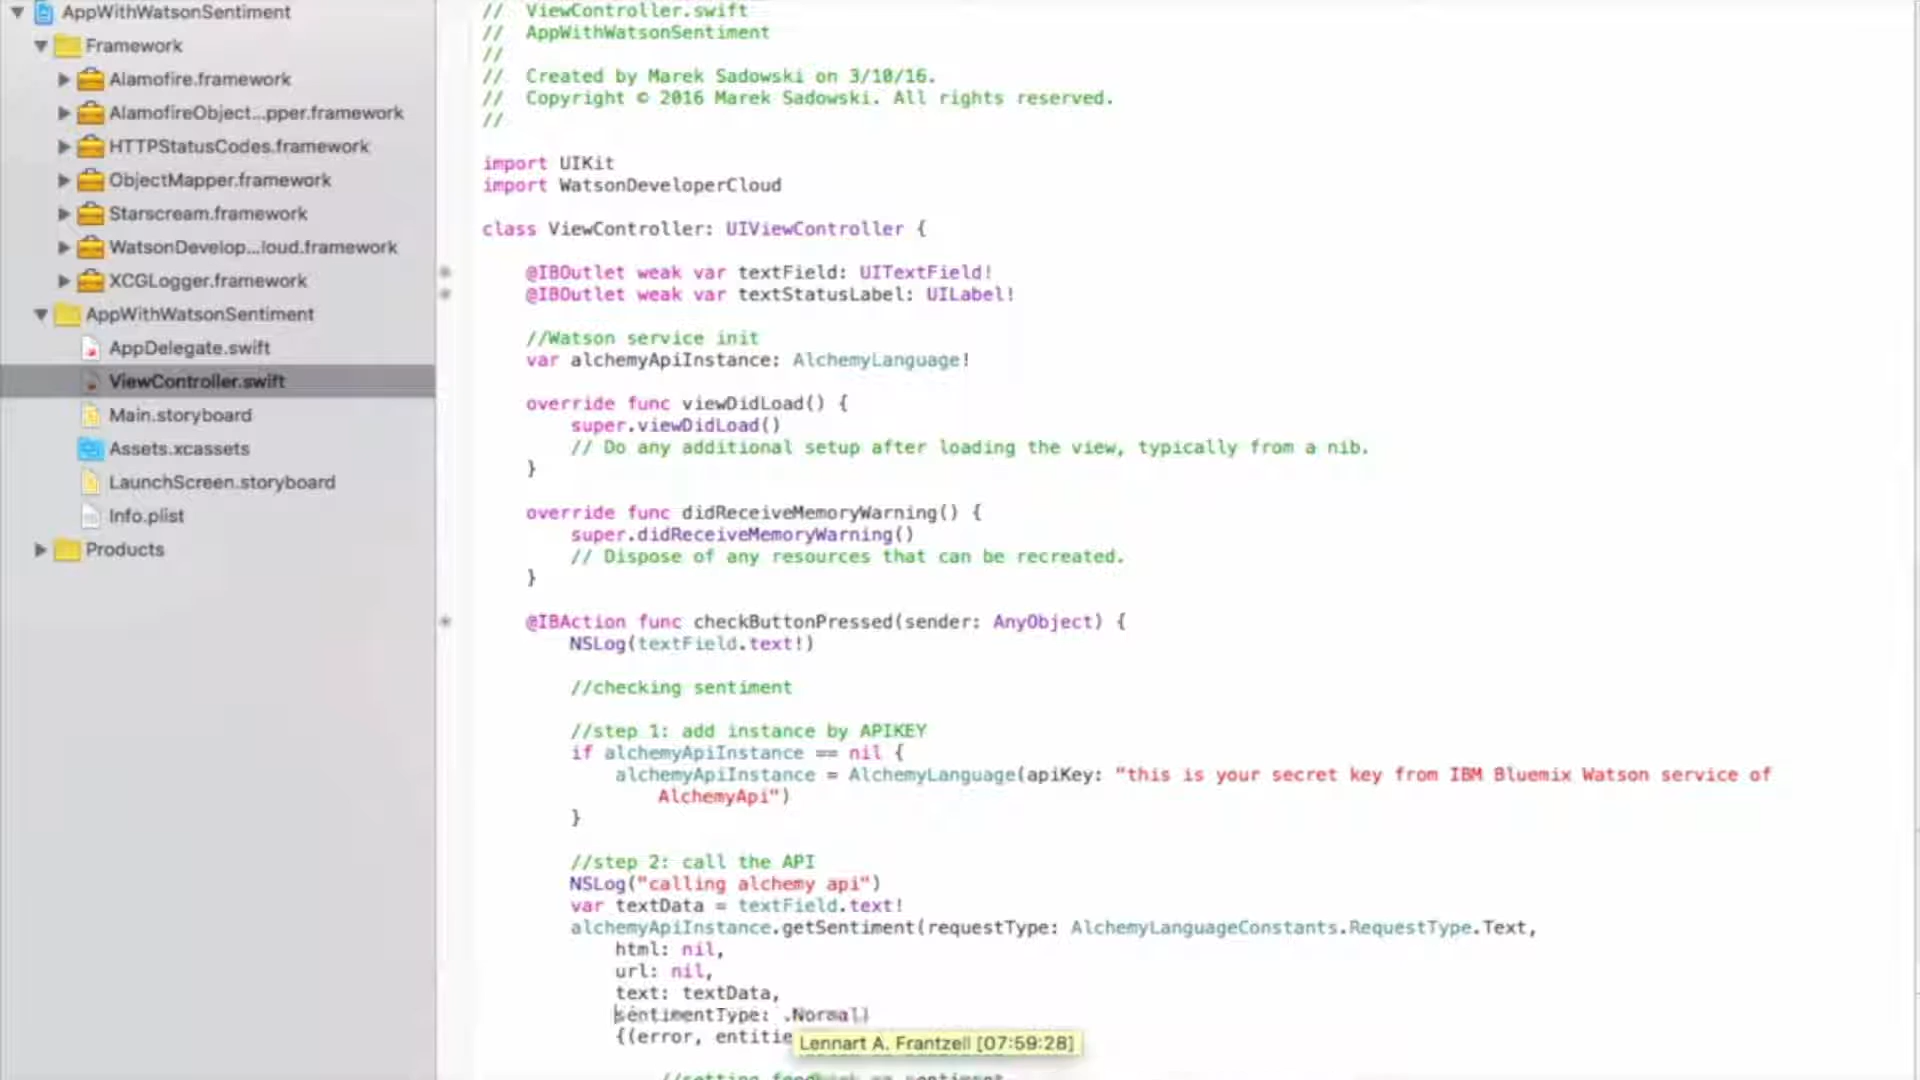 AppWithWatsonSentiment
Framework
Alamofire.framework
AlamofireObject...pper.framework
HTTPStatusCodes.framework
ObjectMapper.framework
Starscream.framework
WatsonDevelop...loud.framework
XCGLogger.framework
AppWithWatsonSentiment
AppDelegate.swift
ViewController.swift
Main.storyboard
Assets.xcassets
LaunchScreen.storyboard
Info.plist
Products
// ViewController.swift
// AppWithWatsonSentiment
//
// Created by Marek Sadowski on 3/10/16.
// Copyright © 2016 Marek Sadowski. All rights reserved.
//
import UIKit
import WatsonDeveloperCloud
class ViewController: UIViewController {
@IBOutlet weak var textField: UITextField!
@IBOutlet weak var textStatusLabel: UILabel!
//Watson service init
var alchemyApiInstance: AlchemyLanguage!
override func viewDidLoad() {
super.viewDidLoad()
// Do any additional setup after loading the view, typically from a nib.
}
override func didReceiveMemoryWarning() {
super.didReceiveMemoryWarning()
// Dispose of any resources that can be recreated.
}
@IBAction func checkButtonPressed(sender: AnyObject) {
NSLog(textField.text!)
//checking sentiment
//step 1: add instance by APIKEY
if alchemyApiInstance == nil {
alchemyApiInstance = AlchemyLanguage(apiKey: "this is your secret key from IBM Bluemix Watson service of
AlchemyApi")
}
//step 2: call the API
NSLog("calling alchemy api")
var textData = textField.text!
alchemyApiInstance.getSentiment(requestType: AlchemyLanguageConstants.RequestType.Text,
html: nil,
url: nil,
text: textData,
sentimentType: .Normal)
{(error, entitie
Lennart A. Frantzell [07:59:28]
//setting